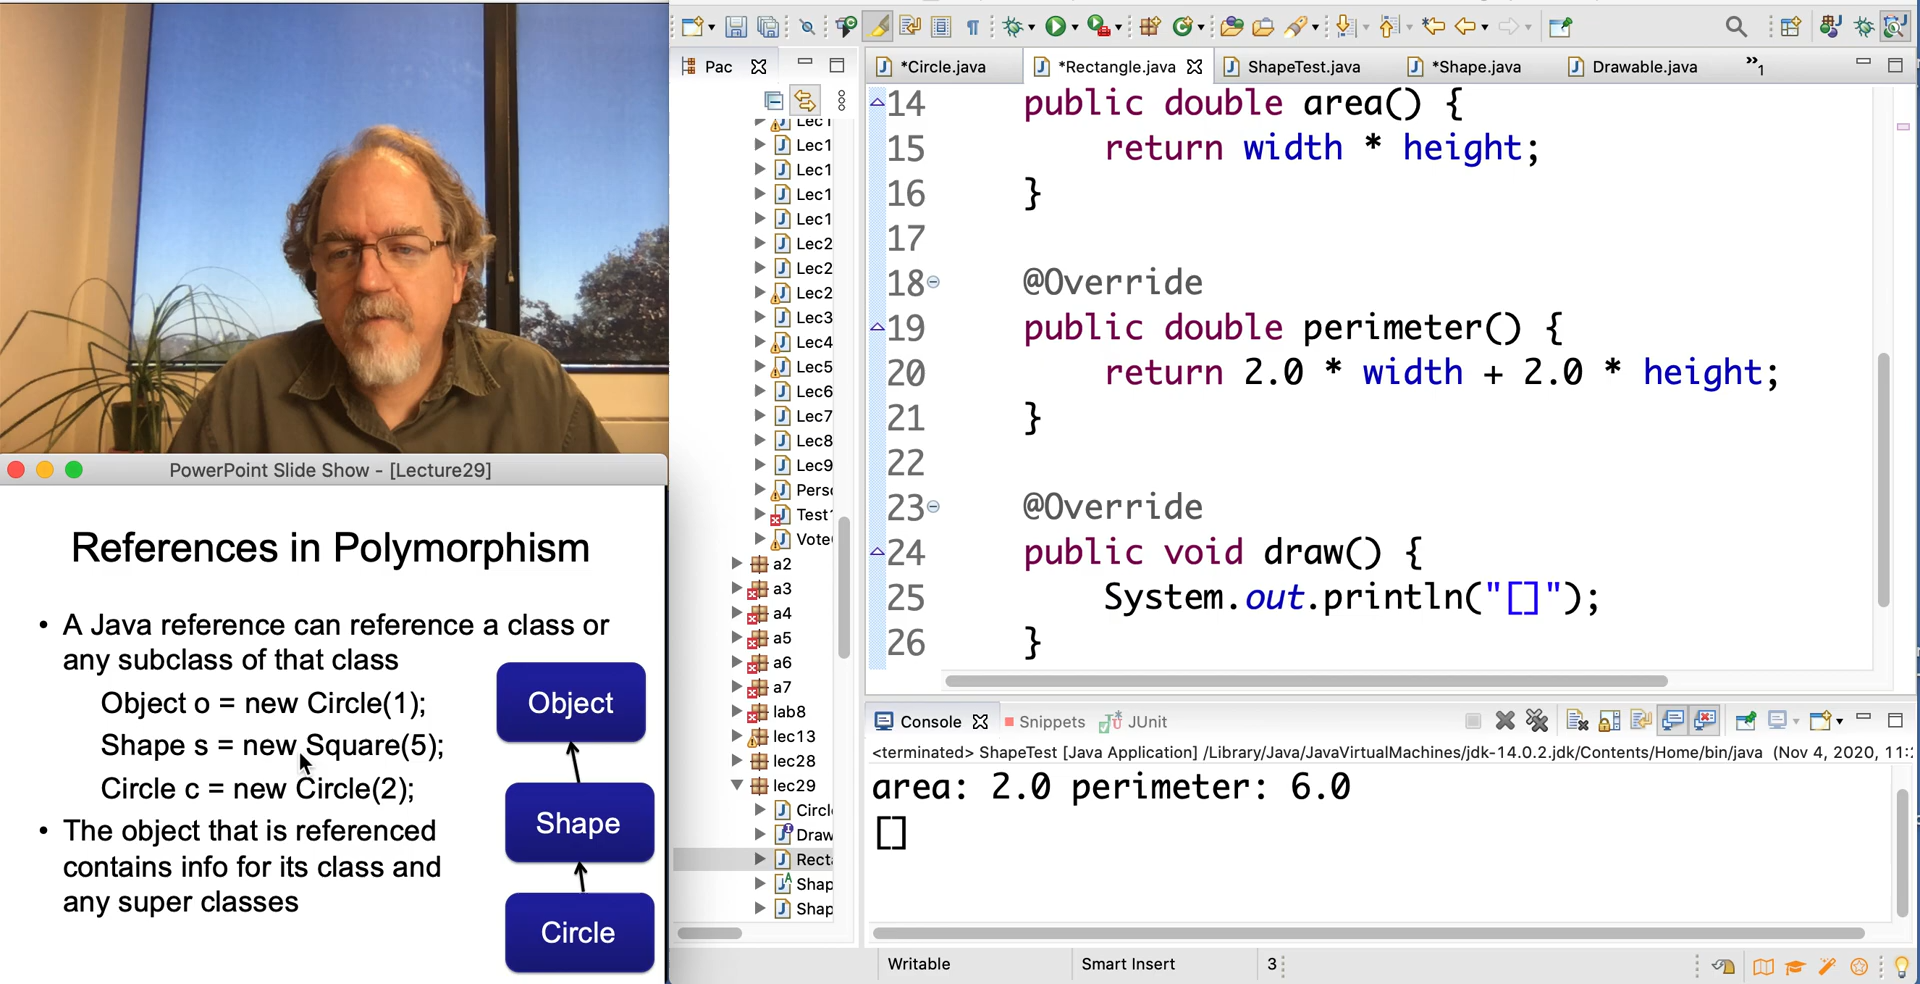 PowerPoint Slide Show - [Lecture29]
References in Polymorphism
• A Java reference can reference a class or
any subclass of that class
Object o = new Circle(1);
Shape s = new Square(5);
Circle c = new Circle(2);
• The object that is referenced
contains info for its class and
any super classes
Object
Shape
Circle
Pac
Lec1
Lec1
Lec1
Lec1
Lec1
Lec2
Lec2
Lec2
Lec3
Lec4
Lec5
Lec6
Lec7
Lec8
Lec9
Pers
Test
Vote
a2
a3
a4
a5
a6
a7
lab8
lec13
lec28
lec29
Circl
Draw
Rect
Shap
Shap
*Circle.java
*Rectangle.java
ShapeTest.java
*Shape.java
Drawable.java
»1
14 public double area() {
15 return width * height;
16 }
17
18 @Override
19 public double perimeter() {
20 return 2.0 * width + 2.0 * height;
21 }
22
23 @Override
24 public void draw() {
25 System.out.println("[]");
26 }
Console
Snippets
JUnit
<terminated> ShapeTest [Java Application] /Library/Java/JavaVirtualMachines/jdk-14.0.2.jdk/Contents/Home/bin/java (Nov 4, 2020, 11:
area: 2.0 perimeter: 6.0
[]
Writable
Smart Insert
3